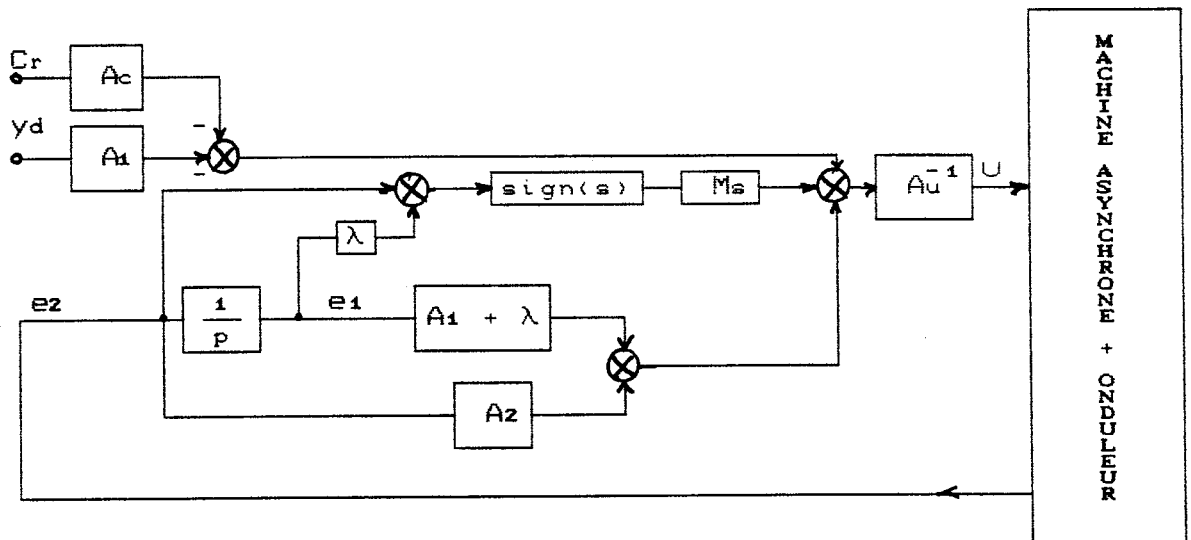 Cr
Ac
yd
A1
-
-
sign(s)
Ms
Au⁻¹
U
λ
e2
1
p
e1
A1 + λ
A2
MACHINE ASYNCHRONE + ONDULEUR